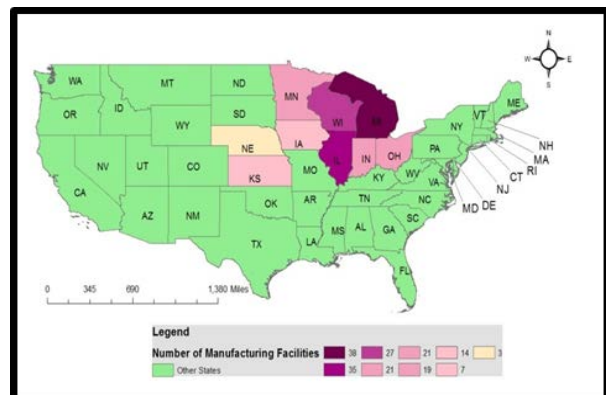 N
W E
S
WA
MT
ND
MN
ME
OR
ID
SD
WI
MI
VT
NY
WY
NH
MA
NE
IA
PA
RI
NV
UT
CO
IL
IN
OH
CT
NJ
KS
MO
KY
WV
VA
MD DE
CA
AZ
NM
OK
AR
TN
NC
SC
TX
LA
MS
AL
GA
FL
0 345 690 1,380 Miles
Legend
Number of Manufacturing Facilities 38 27 21 14 3
Other States 35 21 19 7